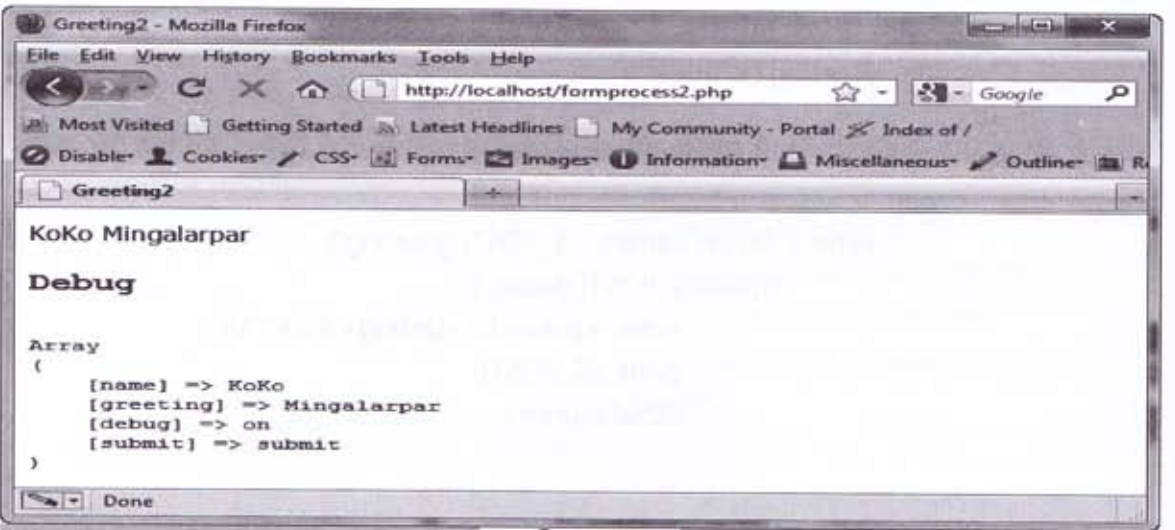 Greeting2 - Mozilla Firefox
File Edit View History Bookmarks Tools Help
http://localhost/formprocess2.php
Google
Most Visited Getting Started Latest Headlines My Community - Portal Index of /
Disable Cookies CSS Forms Images Information Miscellaneous Outline
Greeting2
KoKo Mingalarpar
Debug
Array
(
[name] => KoKo
[greeting] => Mingalarpar
[debug] => on
[submit] => submit
)
Done